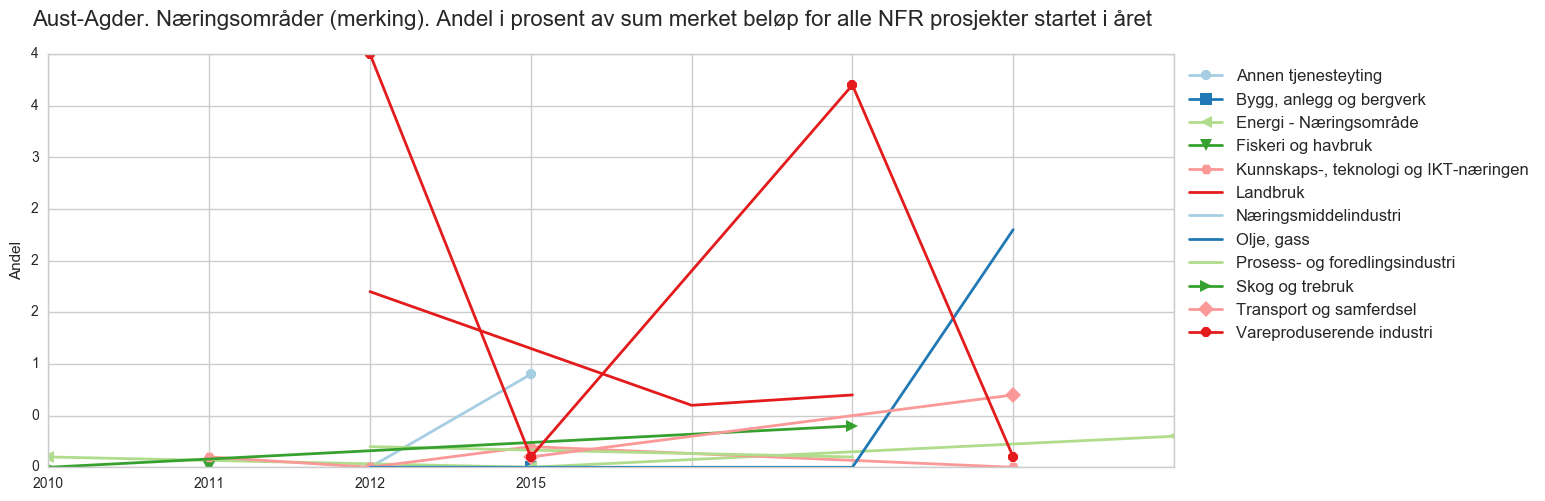 Aust-Agder. Næringsområder (merking). Andel i prosent av sum merket beløp for alle NFR prosjekter startet i året
Andel
4
4
3
2
2
2
1
0
0
2010 2011 2012 2015
Annen tjenesteyting
Bygg, anlegg og bergverk
Energi - Næringsområde
Fiskeri og havbruk
Kunnskaps-, teknologi og IKT-næringen
Landbruk
Næringsmiddelindustri
Olje, gass
Prosess- og foredlingsindustri
Skog og trebruk
Transport og samferdsel
Vareproduserende industri